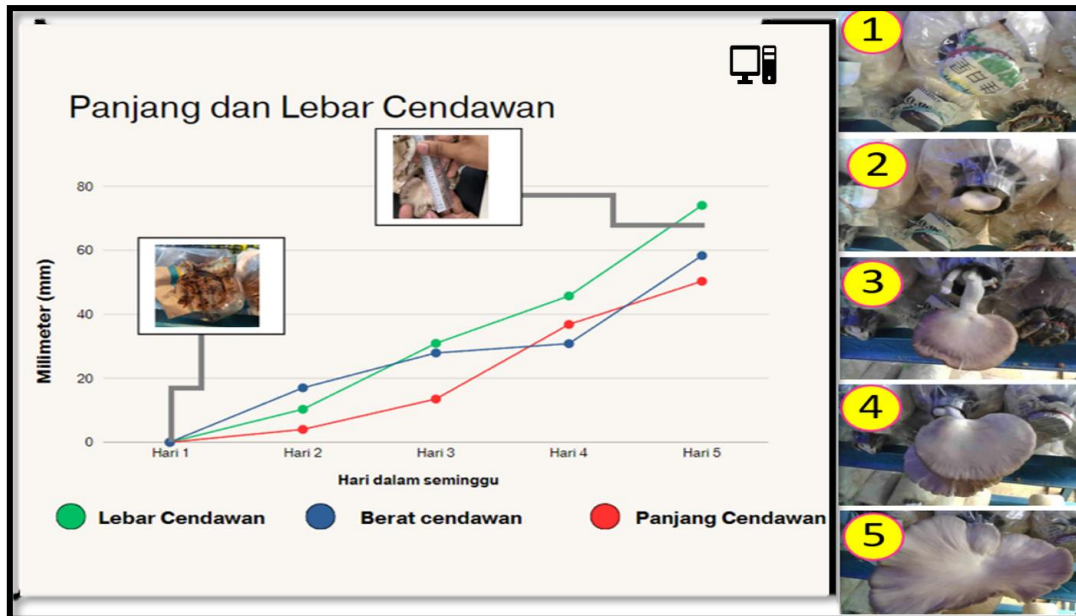 Panjang dan Lebar Cendawan
Milimeter (mm)
80
60
40
20
0
Hari 1
Hari 2
Hari 3
Hari 4
Hari 5
Hari dalam seminggu
Lebar Cendawan
Berat cendawan
Panjang Cendawan
1
2
3
4
5